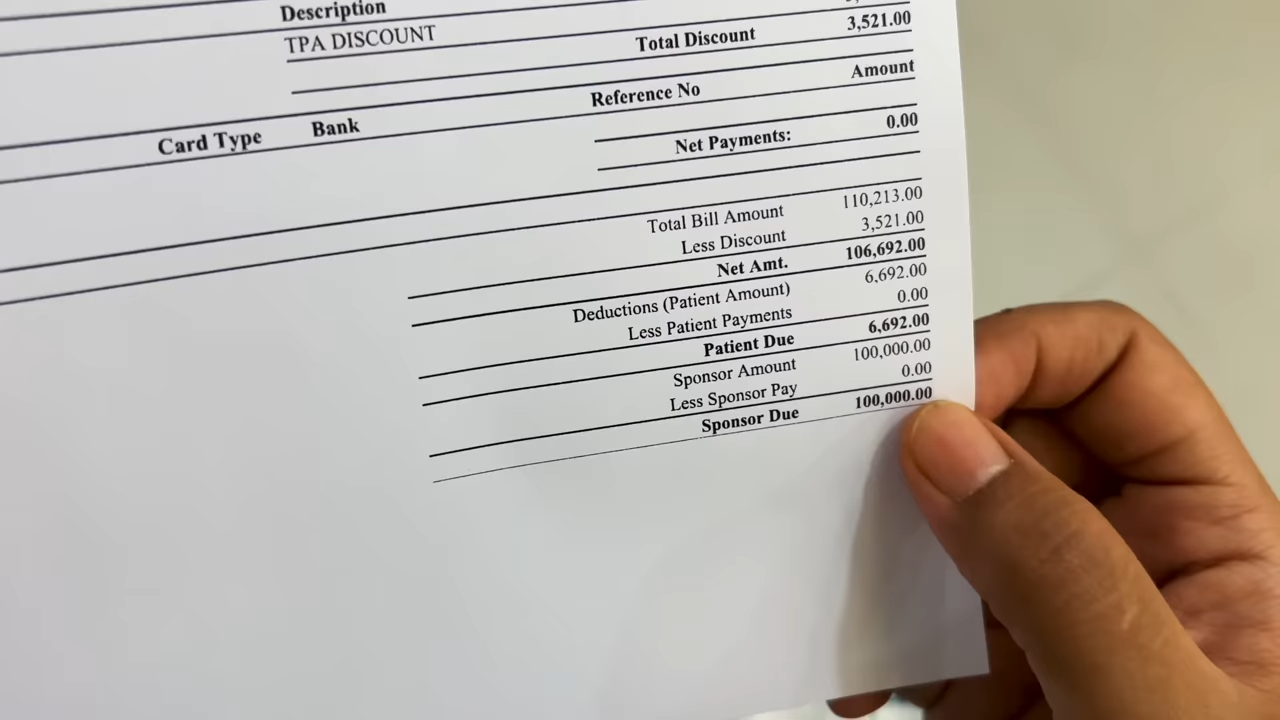 Description
TPA DISCOUNT
Total Discount 3,521.00
Reference No Amount
Card Type Bank
Net Payments: 0.00
Total Bill Amount 110,213.00
Less Discount 3,521.00
Net Amt. 106,692.00
Deductions (Patient Amount) 6,692.00
Less Patient Payments 0.00
Patient Due 6,692.00
Sponsor Amount 100,000.00
Less Sponsor Pay 0.00
Sponsor Due 100,000.00